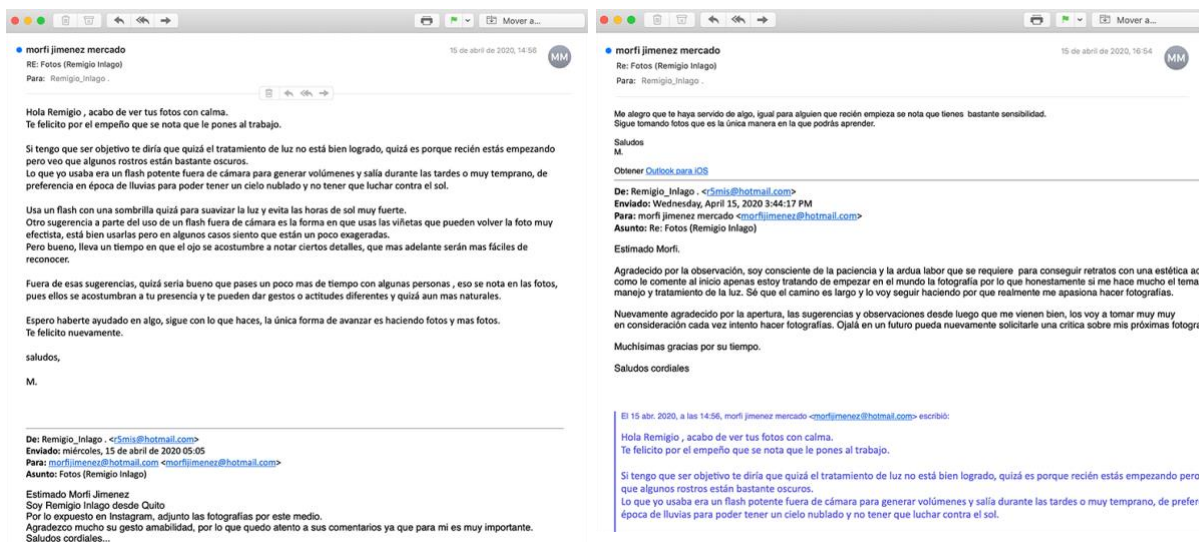 Mover a...
morfi jimenez mercado
15 de abril de 2020, 14:58
MM
RE: Fotos (Remigio Inlago)
Para: Remigio_Inlago .
Hola Remigio , acabo de ver tus fotos con calma.
Te felicito por el empeño que se nota que le pones al trabajo.
Si tengo que ser objetivo te diría que quizá el tratamiento de luz no está bien logrado, quizá es porque recién estás empezando
pero veo que algunos rostros están bastante oscuros.
Lo que yo usaba era un flash potente fuera de cámara para generar volúmenes y salía durante las tardes o muy temprano, de
preferencia en época de lluvias para poder tener un cielo nublado y no tener que luchar contra el sol.
Usa un flash con una sombrilla quizá para suavizar la luz y evita las horas de sol muy fuerte.
Otro sugerencia a parte del uso de un flash fuera de cámara es la forma en que usas las viñetas que pueden volver la foto muy
efectista, está bien usarlas pero en algunos casos siento que están un poco exageradas.
Pero bueno, lleva un tiempo en que el ojo se acostumbre a notar ciertos detalles, que mas adelante serán mas fáciles de
reconocer.
Fuera de esas sugerencias, quizá seria bueno que pases un poco mas de tiempo con algunas personas , eso se nota en las fotos,
pues ellos se acostumbran a tu presencia y te pueden dar gestos o actitudes diferentes y quizá aun mas naturales.
Espero haberte ayudado en algo, sigue con lo que haces, la única forma de avanzar es haciendo fotos y mas fotos.
Te felicito nuevamente.
saludos,
M.
De: Remigio_Inlago . <r5mis@hotmail.com>
Enviado: miércoles, 15 de abril de 2020 05:05
Para: morfijimenez@hotmail.com <morfijimenez@hotmail.com>
Asunto: Fotos (Remigio Inlago)
Estimado Morfi Jimenez
Soy Remigio Inlago desde Quito
Por lo expuesto en Instagram, adjunto las fotografías por este medio.
Agradezco mucho su gesto amabilidad, por lo que quedo atento a sus comentarios ya que para mi es muy importante.
Saludos cordiales...
Mover a...
morfi jimenez mercado
15 de abril de 2020, 16:54
MM
Re: Fotos (Remigio Inlago)
Para: Remigio_Inlago .
Me alegro que te haya servido de algo, igual para alguien que recién empieza se nota que tienes bastante sensibilidad.
Sigue tomando fotos que es la única manera en la que podrás aprender.
Saludos
M.
Obtener Outlook para iOS
De: Remigio_Inlago . <r5mis@hotmail.com>
Enviado: Wednesday, April 15, 2020 3:44:17 PM
Para: morfi jimenez mercado <morfijimenez@hotmail.com>
Asunto: Re: Fotos (Remigio Inlago)
Estimado Morfi.
Agradecido por la observación, soy consciente de la paciencia y la ardua labor que se requiere para conseguir retratos con una estética ad
como le comente al inicio apenas estoy tratando de empezar en el mundo la fotografía por lo que honestamente si me hace mucho el tema
manejo y tratamiento de la luz. Sé que el camino es largo y lo voy seguir haciendo por que realmente me apasiona hacer fotografías.
Nuevamente agradecido por la apertura, las sugerencias y observaciones desde luego que me vienen bien, los voy a tomar muy muy
en consideración cada vez intento hacer fotografías. Ojalá en un futuro pueda nuevamente solicitarle una critica sobre mis próximas fotogra
Muchísimas gracias por su tiempo.
Saludos cordiales
El 15 abr. 2020, a las 14:56, morfi jimenez mercado <morfijimenez@hotmail.com> escribió:
Hola Remigio , acabo de ver tus fotos con calma.
Te felicito por el empeño que se nota que le pones al trabajo.
Si tengo que ser objetivo te diría que quizá el tratamiento de luz no está bien logrado, quizá es porque recién estás empezando pero
que algunos rostros están bastante oscuros.
Lo que yo usaba era un flash potente fuera de cámara para generar volúmenes y salía durante las tardes o muy temprano, de prefer
época de lluvias para poder tener un cielo nublado y no tener que luchar contra el sol.